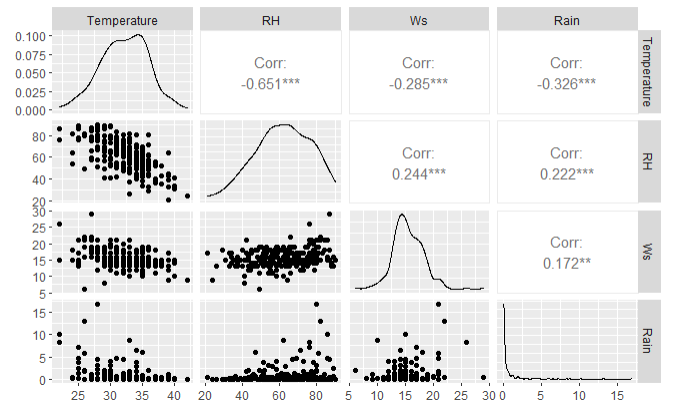 Temperature RH Ws Rain
0.100
0.075
0.050
0.025
0.000
Corr:
-0.651***
Corr:
-0.285***
Corr:
-0.326***
Temperature
80
60
40
20
Corr:
0.244***
Corr:
0.222***
RH
30
25
20
15
10
5
Corr:
0.172**
Ws
15
10
5
0
Rain
25 30 35 40 20 40 60 80 5 10 15 20 25 30 0 5 10 15